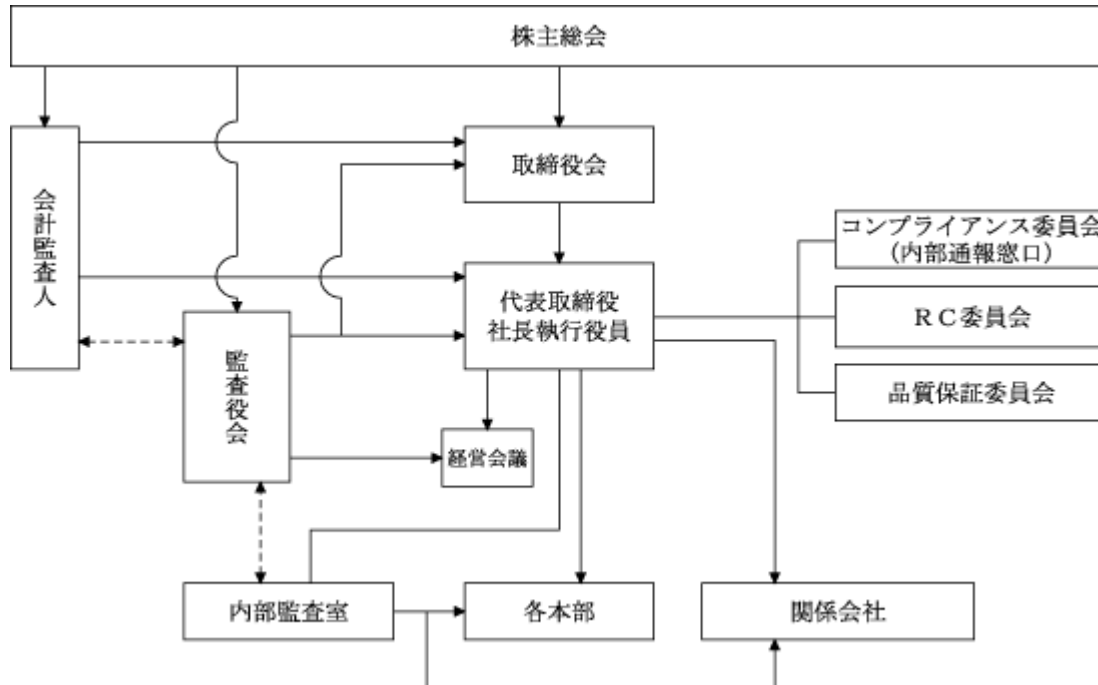 株主総会
会計監査人
取締役会
コンプライアンス委員会
(内部通報窓口)
代表取締役
社長執行役員
RC委員会
監査役会
品質保証委員会
経営会議
内部監査室
各本部
関係会社